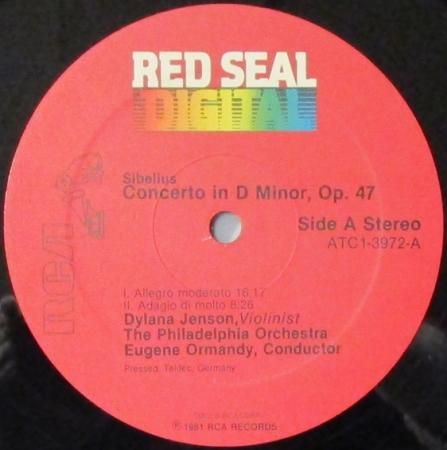 RED SEAL
DIGITAL
Sibelius
Concerto in D Minor, Op. 47
Side A Stereo
ATC1-3972-A
RCA
I. Allegro moderato 16:17
II. Adagio di molto 8:26
Dylana Jenson, Violinist
The Philadelphia Orchestra
Eugene Ormandy, Conductor
Pressed: Teldec, Germany
℗ 1981 RCA RECORDS